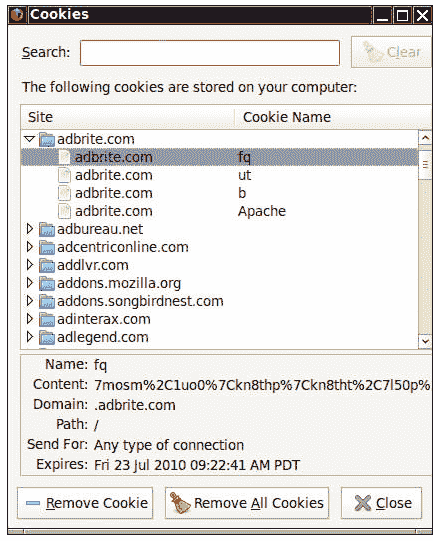 Cookies
Search:
Clear
The following cookies are stored on your computer:
Site Cookie Name
adbrite.com
adbrite.com fq
adbrite.com ut
adbrite.com b
adbrite.com Apache
adbureau.net
adcentriconline.com
addlvr.com
addons.mozilla.org
addons.songbirdnest.com
adinterax.com
adlegend.com
Name: fq
Content: 7mosm%2C1uo0%7Ckn8thp%7Ckn8tht%2C7l50p%
Domain: .adbrite.com
Path: /
Send For: Any type of connection
Expires: Fri 23 Jul 2010 09:22:41 AM PDT
Remove Cookie Remove All Cookies Close